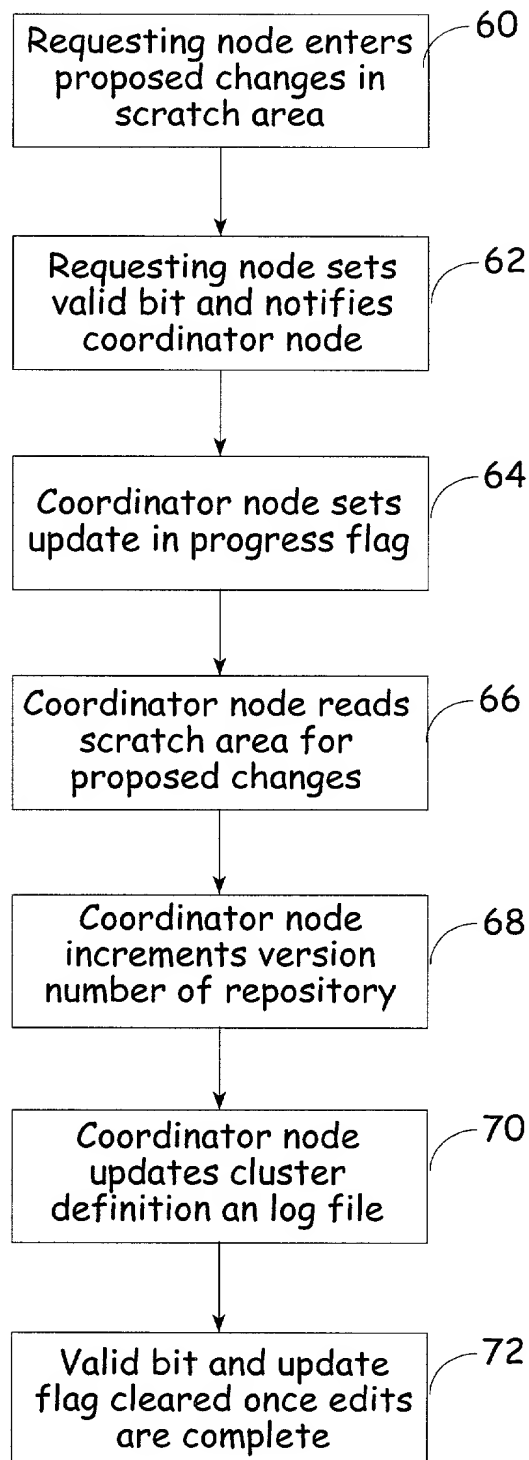 Requesting node enters
proposed changes in
scratch area
60
Requesting node sets
valid bit and notifies
coordinator node
62
Coordinator node sets
update in progress flag
64
Coordinator node reads
scratch area for
proposed changes
66
Coordinator node
increments version
number of repository
68
Coordinator node
updates cluster
definition an log file
70
Valid bit and update
flag cleared once edits
are complete
72